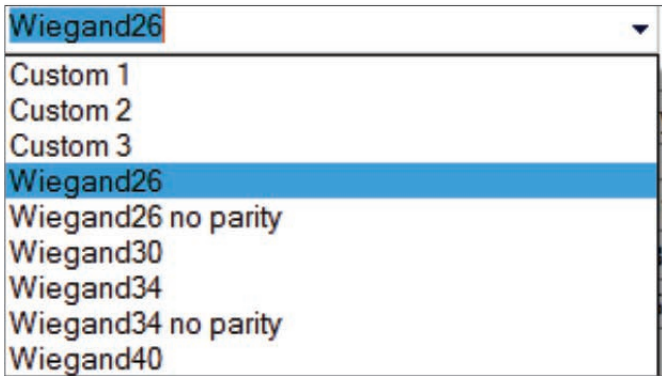 Wiegand26
Custom 1
Custom 2
Custom 3
Wiegand26
Wiegand26 no parity
Wiegand30
Wiegand34
Wiegand34 no parity
Wiegand40